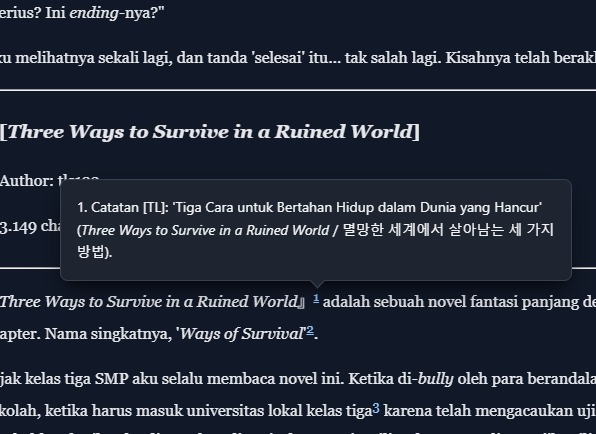 erius? Ini ending-nya?"
ku melihatnya sekali lagi, dan tanda 'selesai' itu... tak salah lagi. Kisahnya telah berakl
[Three Ways to Survive in a Ruined World]
Author:
3.149
1. Catatan [TL]: 'Tiga Cara untuk Bertahan Hidup dalam Dunia yang Hancur'
(Three Ways to Survive in a Ruined World / 멸망한 세계에서 살아남는 세 가지
방법).
Three Ways to Survive in a Ruined World』 1 adalah sebuah novel fantasi panjang de
apter. Nama singkatnya, 'Ways of Survival'2.
jak kelas tiga SMP aku selalu membaca novel ini. Ketika di-bully oleh para berandala
kolah, ketika harus masuk universitas lokal kelas tiga3 karena telah mengacaukan uji